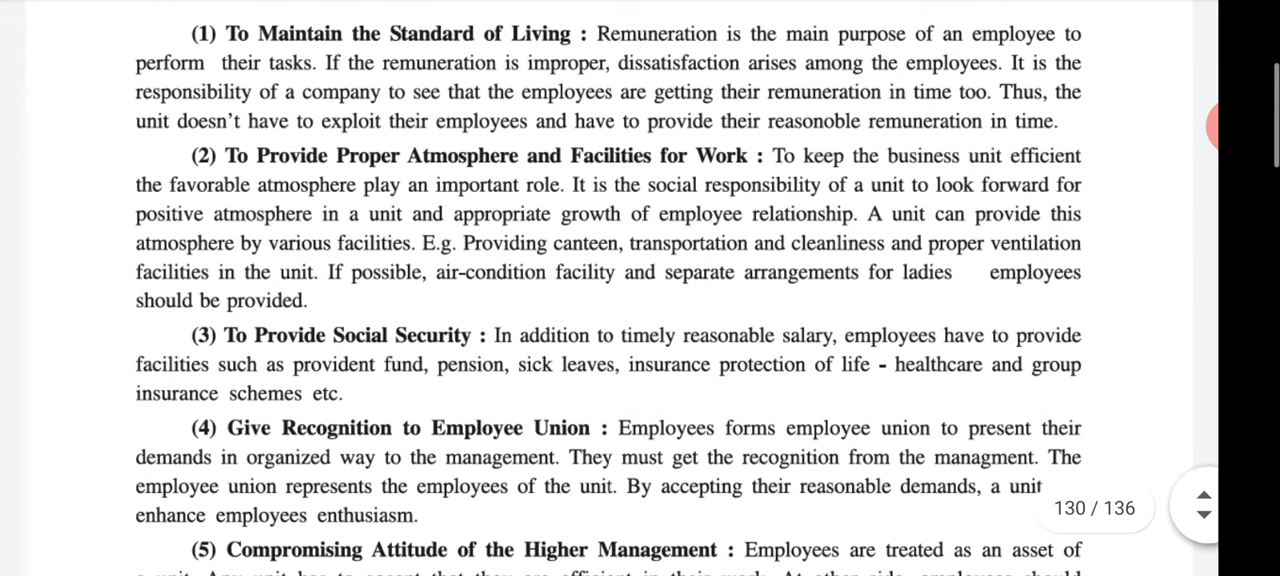 (1) To Maintain the Standard of Living : Remuneration is the main purpose of an employee to
perform their tasks. If the remuneration is improper, dissatisfaction arises among the employees. It is the
responsibility of a company to see that the employees are getting their remuneration in time too. Thus, the
unit doesn't have to exploit their employees and have to provide their reasonoble remuneration in time.
(2) To Provide Proper Atmosphere and Facilities for Work : To keep the business unit efficient
the favorable atmosphere play an important role. It is the social responsibility of a unit to look forward for
positive atmosphere in a unit and appropriate growth of employee relationship. A unit can provide this
atmosphere by various facilities. E.g. Providing canteen, transportation and cleanliness and proper ventilation
facilities in the unit. If possible, air-condition facility and separate arrangements for ladies employees
should be provided.
(3) To Provide Social Security : In addition to timely reasonable salary, employees have to provide
facilities such as provident fund, pension, sick leaves, insurance protection of life - healthcare and group
insurance schemes etc.
(4) Give Recognition to Employee Union : Employees forms employee union to present their
demands in organized way to the management. They must get the recognition from the managment. The
employee union represents the employees of the unit. By accepting their reasonable demands, a unit
enhance employees enthusiasm.
130 / 136
(5) Compromising Attitude of the Higher Management : Employees are treated as an asset of